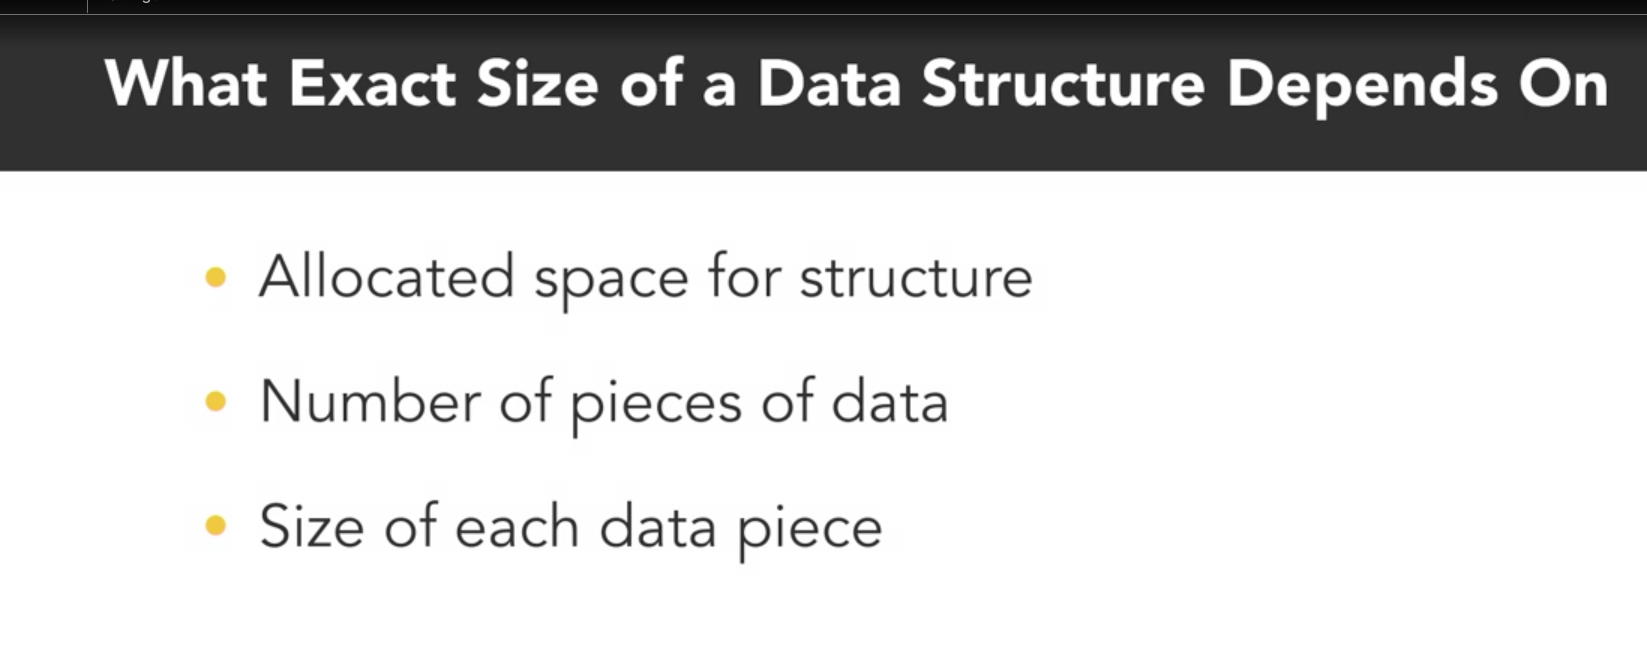 What Exact Size of a Data Structure Depends On
• Allocated space for structure
• Number of pieces of data
• Size of each data piece